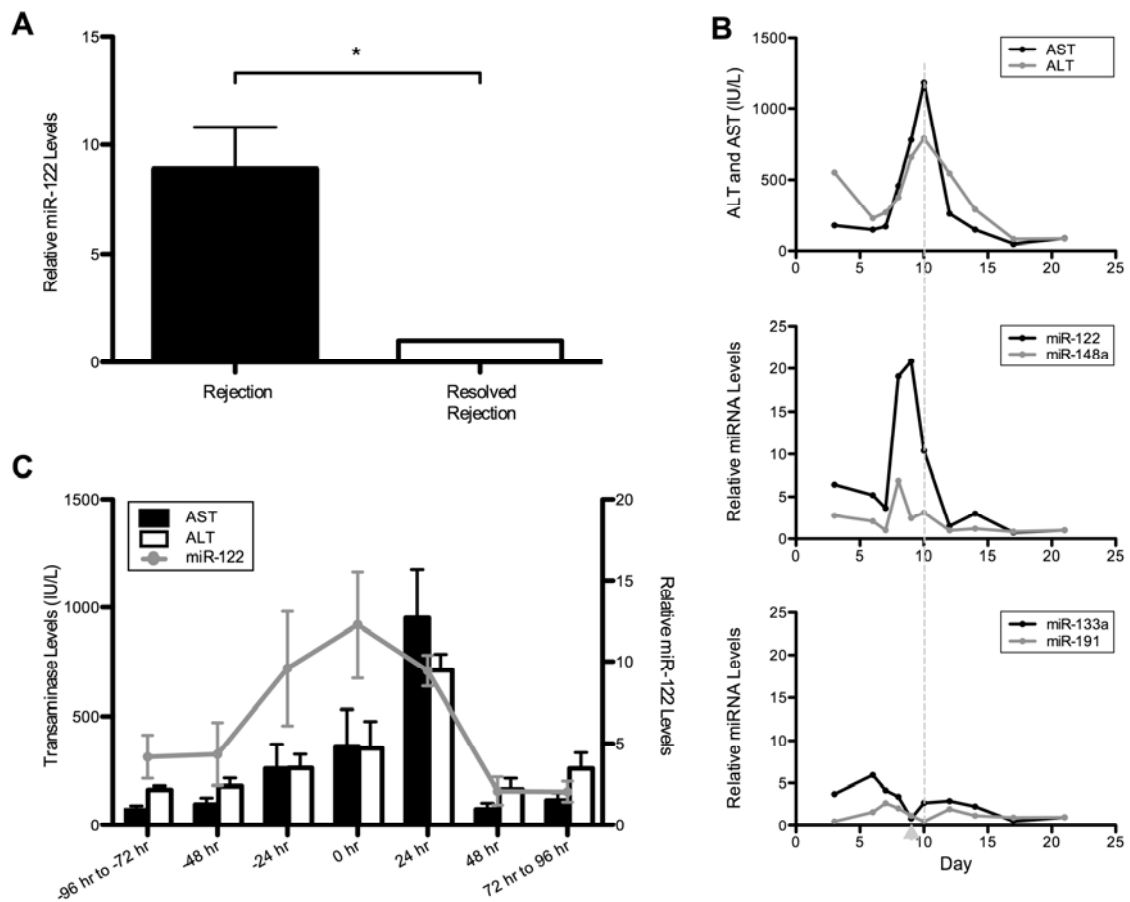 A
15
10
5
0
Relative miR-122 Levels
*
Rejection
Resolved
Rejection
B
1500
1000
500
0
ALT and AST (IU/L)
AST
ALT
0 5 10 15 20 25
25
20
15
10
5
0
Relative miRNA Levels
miR-122
miR-148a
0 5 10 15 20 25
25
20
15
10
5
0
Relative miRNA Levels
miR-133a
miR-191
0 5 10 15 20 25
Day
C
1500
1000
500
0
Transaminase Levels (IU/L)
AST
ALT
miR-122
20
15
10
5
0
Relative miR-122
Levels
-96 hr to -72 hr
-48 hr
-24 hr
0 hr
24 hr
48 hr
72 hr to 96 hr